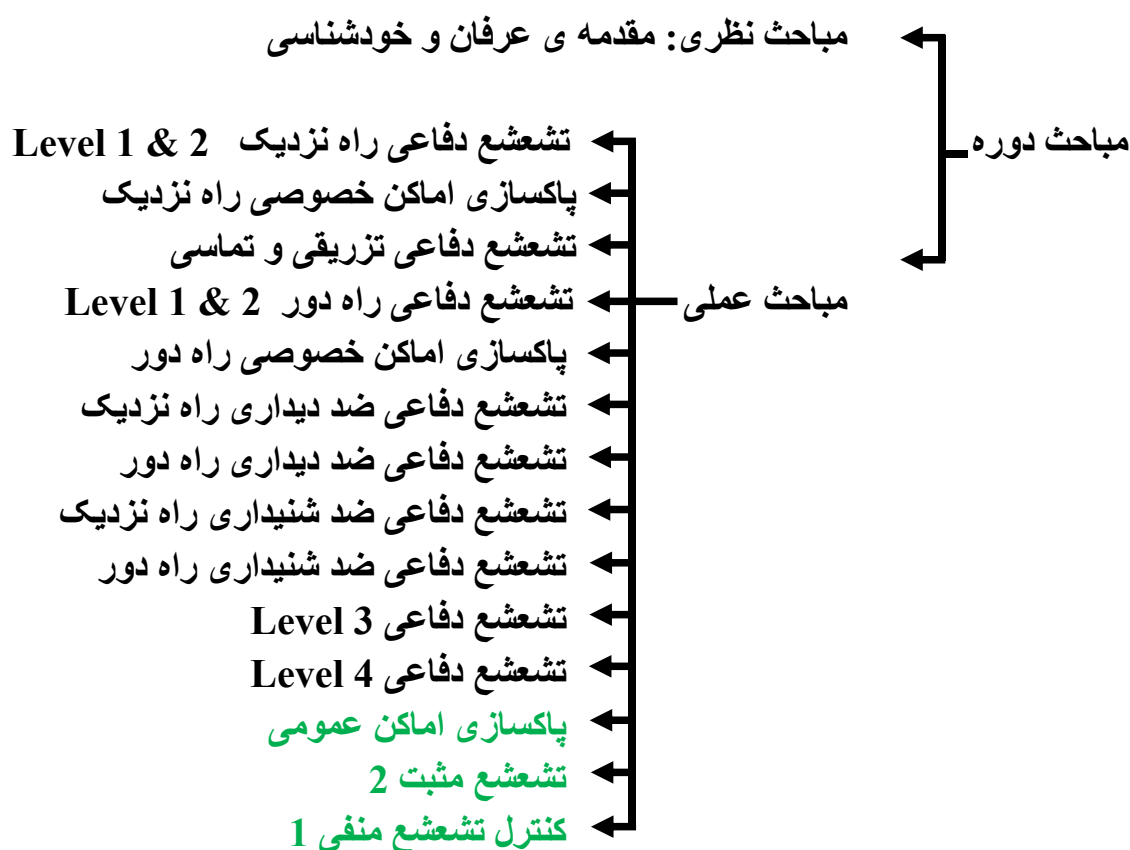 مباحث نظری: مقدمه ی عرفان و خودشناسی
مباحث دوره
تشعشع دفاعی راه نزدیک Level 1 & 2
پاکسازی اماکن خصوصی راه نزدیک
تشعشع دفاعی تزریقی و تماسی
مباحث عملی
تشعشع دفاعی راه دور Level 1 & 2
پاکسازی اماکن خصوصی راه دور
تشعشع دفاعی ضد دیداری راه نزدیک
تشعشع دفاعی ضد دیداری راه دور
تشعشع دفاعی ضد شنیداری راه نزدیک
تشعشع دفاعی ضد شنیداری راه دور
تشعشع دفاعی Level 3
تشعشع دفاعی Level 4
پاکسازی اماکن عمومی
تشعشع مثبت 2
کنترل تشعشع منفی 1